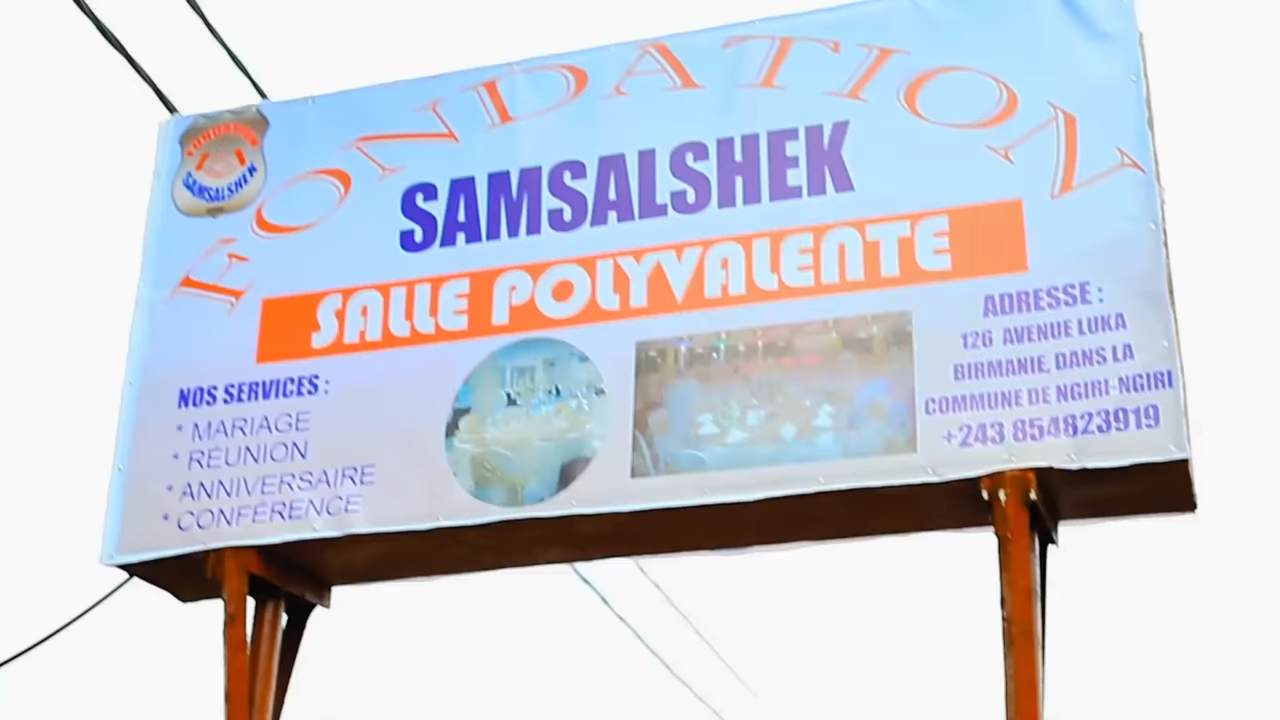 FONDATION
SAMSALSHEK
SAMSALSHEK
SALLE POLYVALENTE
NOS SERVICES :
* MARIAGE
* RÉUNION
* ANNIVERSAIRE
* CONFÉRENCE
ADRESSE :
126 AVENUE LUKA
BIRMANIE, DANS LA
COMMUNE DE NGIRI-NGIRI
+243 854823919